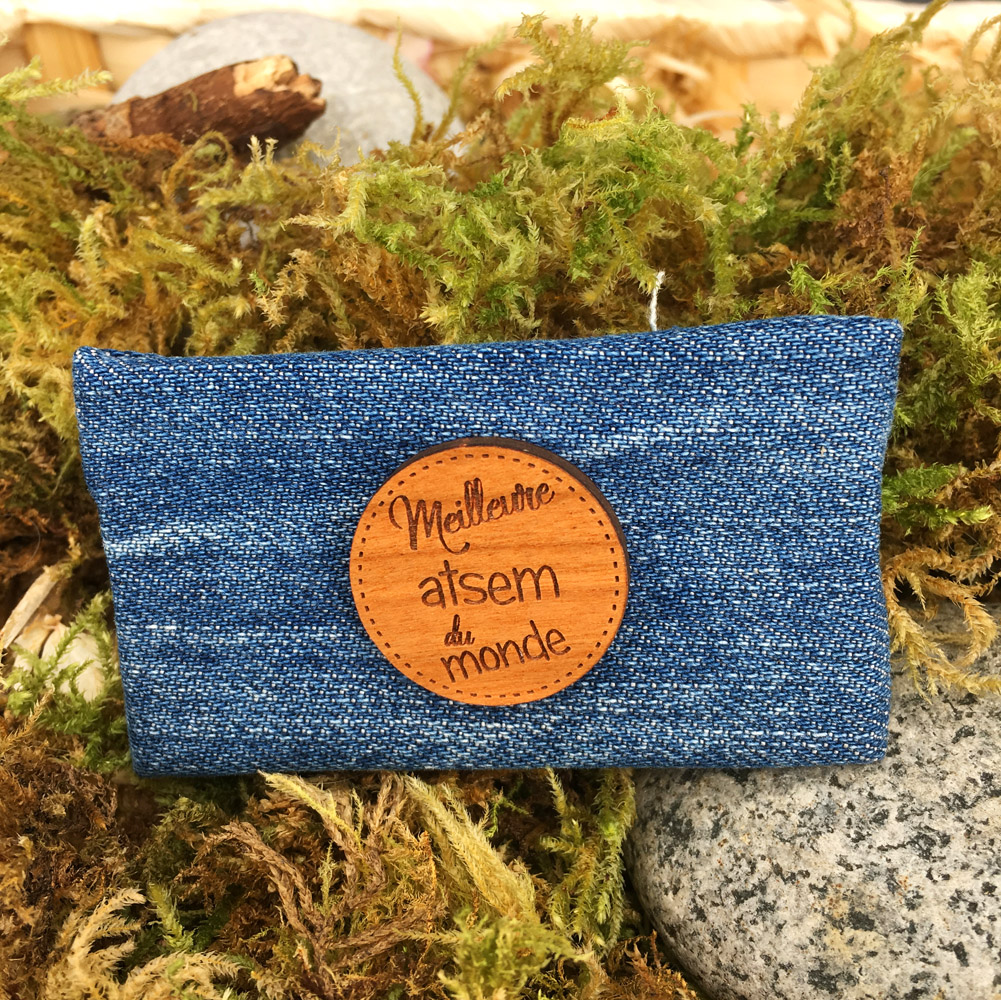 Meilleure
atsem
du
monde